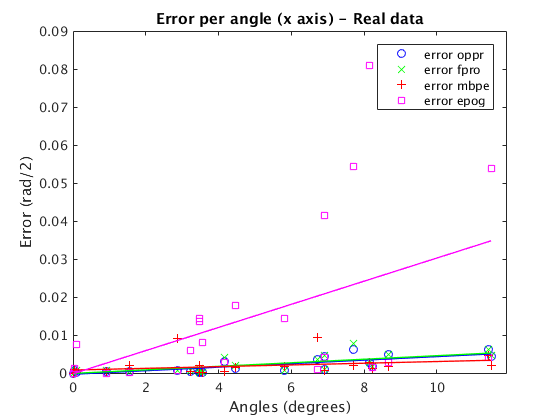 Error per angle (x axis) - Real data
error oppr
error fpro
error mbpe
error epog
Error (rad/2)
0.09
0.08
0.07
0.06
0.05
0.04
0.03
0.02
0.01
0
0 2 4 6 8 10
Angles (degrees)